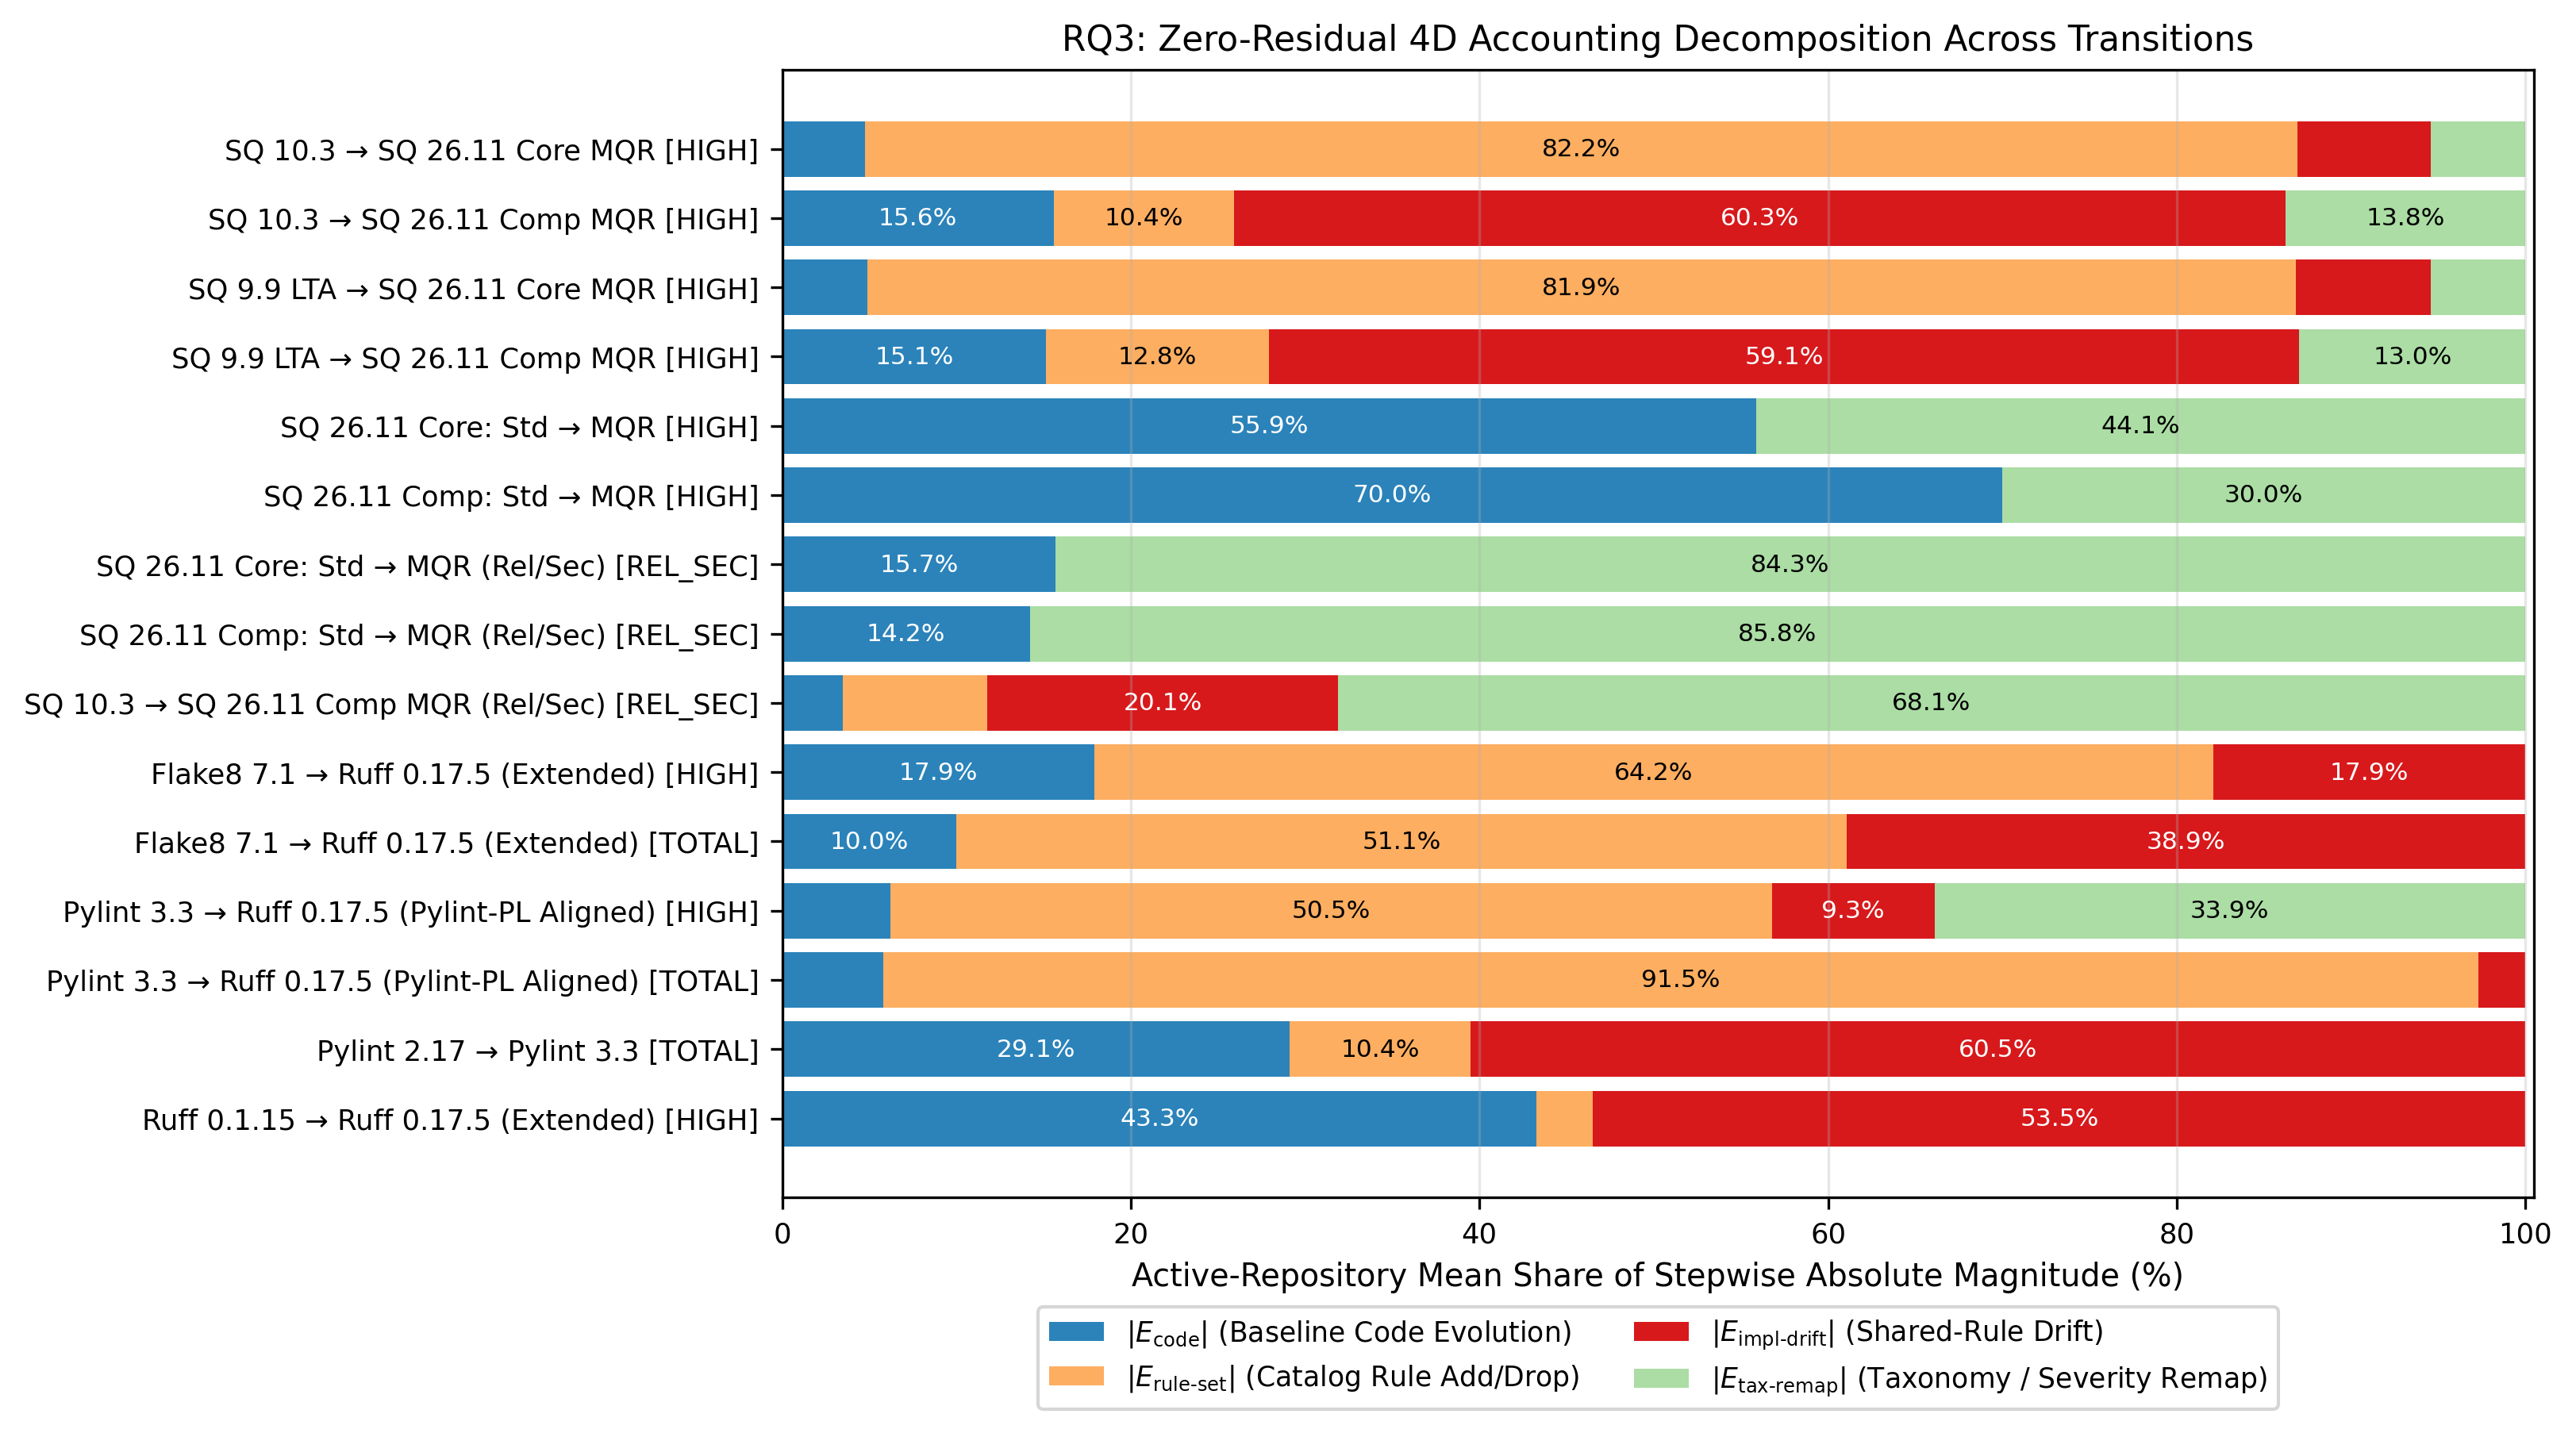 RQ3: Zero-Residual 4D Accounting Decomposition Across Transitions
SQ 10.3 → SQ 26.11 Core MQR [HIGH] 82.2%
SQ 10.3 → SQ 26.11 Comp MQR [HIGH] 15.6% 10.4% 60.3% 13.8%
SQ 9.9 LTA → SQ 26.11 Core MQR [HIGH] 81.9%
SQ 9.9 LTA → SQ 26.11 Comp MQR [HIGH] 15.1% 12.8% 59.1% 13.0%
SQ 26.11 Core: Std → MQR [HIGH] 55.9% 44.1%
SQ 26.11 Comp: Std → MQR [HIGH] 70.0% 30.0%
SQ 26.11 Core: Std → MQR (Rel/Sec) [REL_SEC] 15.7% 84.3%
SQ 26.11 Comp: Std → MQR (Rel/Sec) [REL_SEC] 14.2% 85.8%
SQ 10.3 → SQ 26.11 Comp MQR (Rel/Sec) [REL_SEC] 20.1% 68.1%
Flake8 7.1 → Ruff 0.17.5 (Extended) [HIGH] 17.9% 64.2% 17.9%
Flake8 7.1 → Ruff 0.17.5 (Extended) [TOTAL] 10.0% 51.1% 38.9%
Pylint 3.3 → Ruff 0.17.5 (Pylint-PL Aligned) [HIGH] 50.5% 9.3% 33.9%
Pylint 3.3 → Ruff 0.17.5 (Pylint-PL Aligned) [TOTAL] 91.5%
Pylint 2.17 → Pylint 3.3 [TOTAL] 29.1% 10.4% 60.5%
Ruff 0.1.15 → Ruff 0.17.5 (Extended) [HIGH] 43.3% 53.5%
0 20 40 60 80 100
Active-Repository Mean Share of Stepwise Absolute Magnitude (%)
|E_code| (Baseline Code Evolution)
|E_rule-set| (Catalog Rule Add/Drop)
|E_impl-drift| (Shared-Rule Drift)
|E_tax-remap| (Taxonomy / Severity Remap)